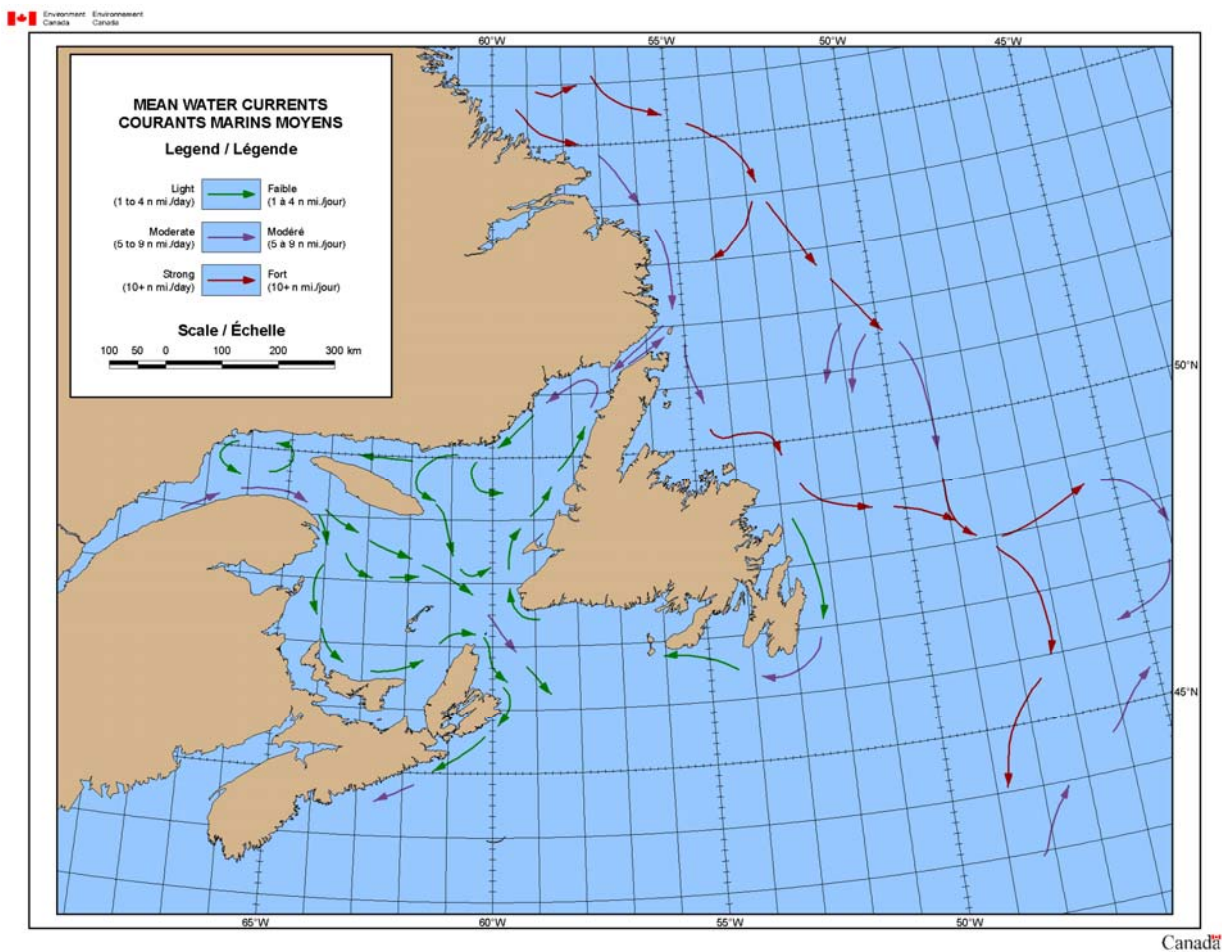 Environment Environnement
Canada Canada
60°W 55°W 50°W 45°W
MEAN WATER CURRENTS
COURANTS MARINS MOYENS
Legend / Légende
Light Faible
(1 to 4 n mi./day) (1 à 4 n mi./jour)
Moderate Modéré
(5 to 9 n mi./day) (5 à 9 n mi./jour)
Strong Fort
(10+ n mi./day) (10+ n mi./jour)
Scale / Échelle
100 50 0 100 200 300 km
50°N
45°N
65°W 60°W 55°W 50°W
Canada